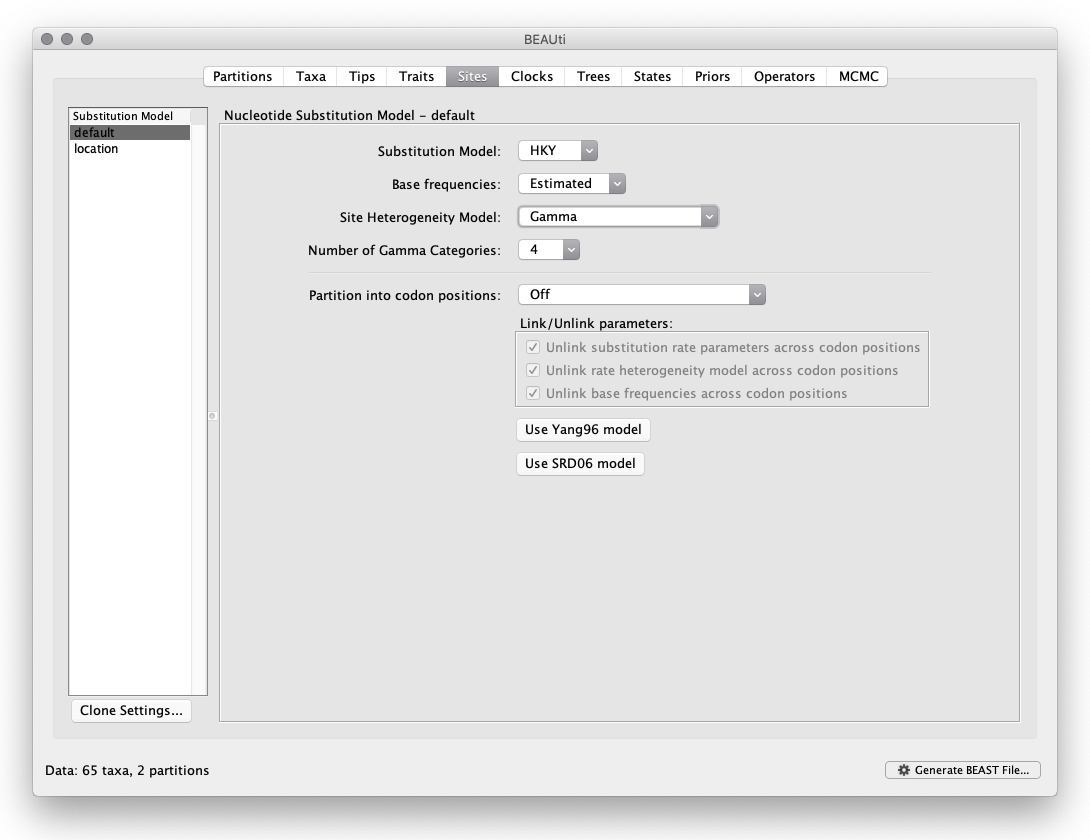 BEAUti
Partitions Taxa Tips Traits Sites Clocks Trees States Priors Operators MCMC
Substitution Model
default
location
Clone Settings...
Nucleotide Substitution Model – default
Substitution Model: HKY
Base frequencies: Estimated
Site Heterogeneity Model: Gamma
Number of Gamma Categories: 4
Partition into codon positions: Off
Link/Unlink parameters:
Unlink substitution rate parameters across codon positions
Unlink rate heterogeneity model across codon positions
Unlink base frequencies across codon positions
Use Yang96 model
Use SRD06 model
Data: 65 taxa, 2 partitions
Generate BEAST File...